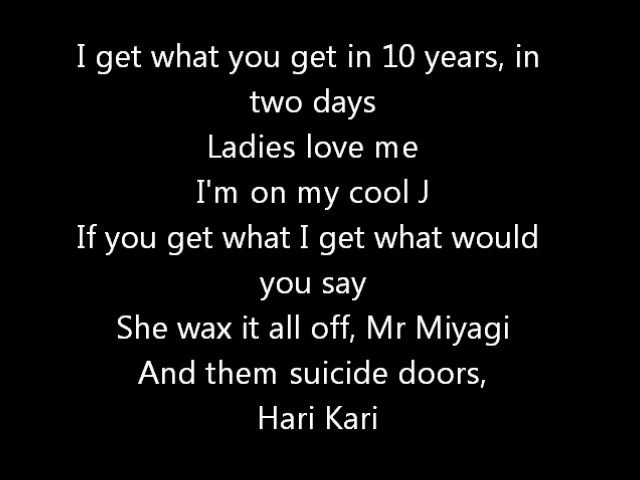 I get what you get in 10 years, in
two days
Ladies love me
I'm on my cool J
If you get what I get what would
you say
She wax it all off, Mr Miyagi
And them suicide doors,
Hari Kari